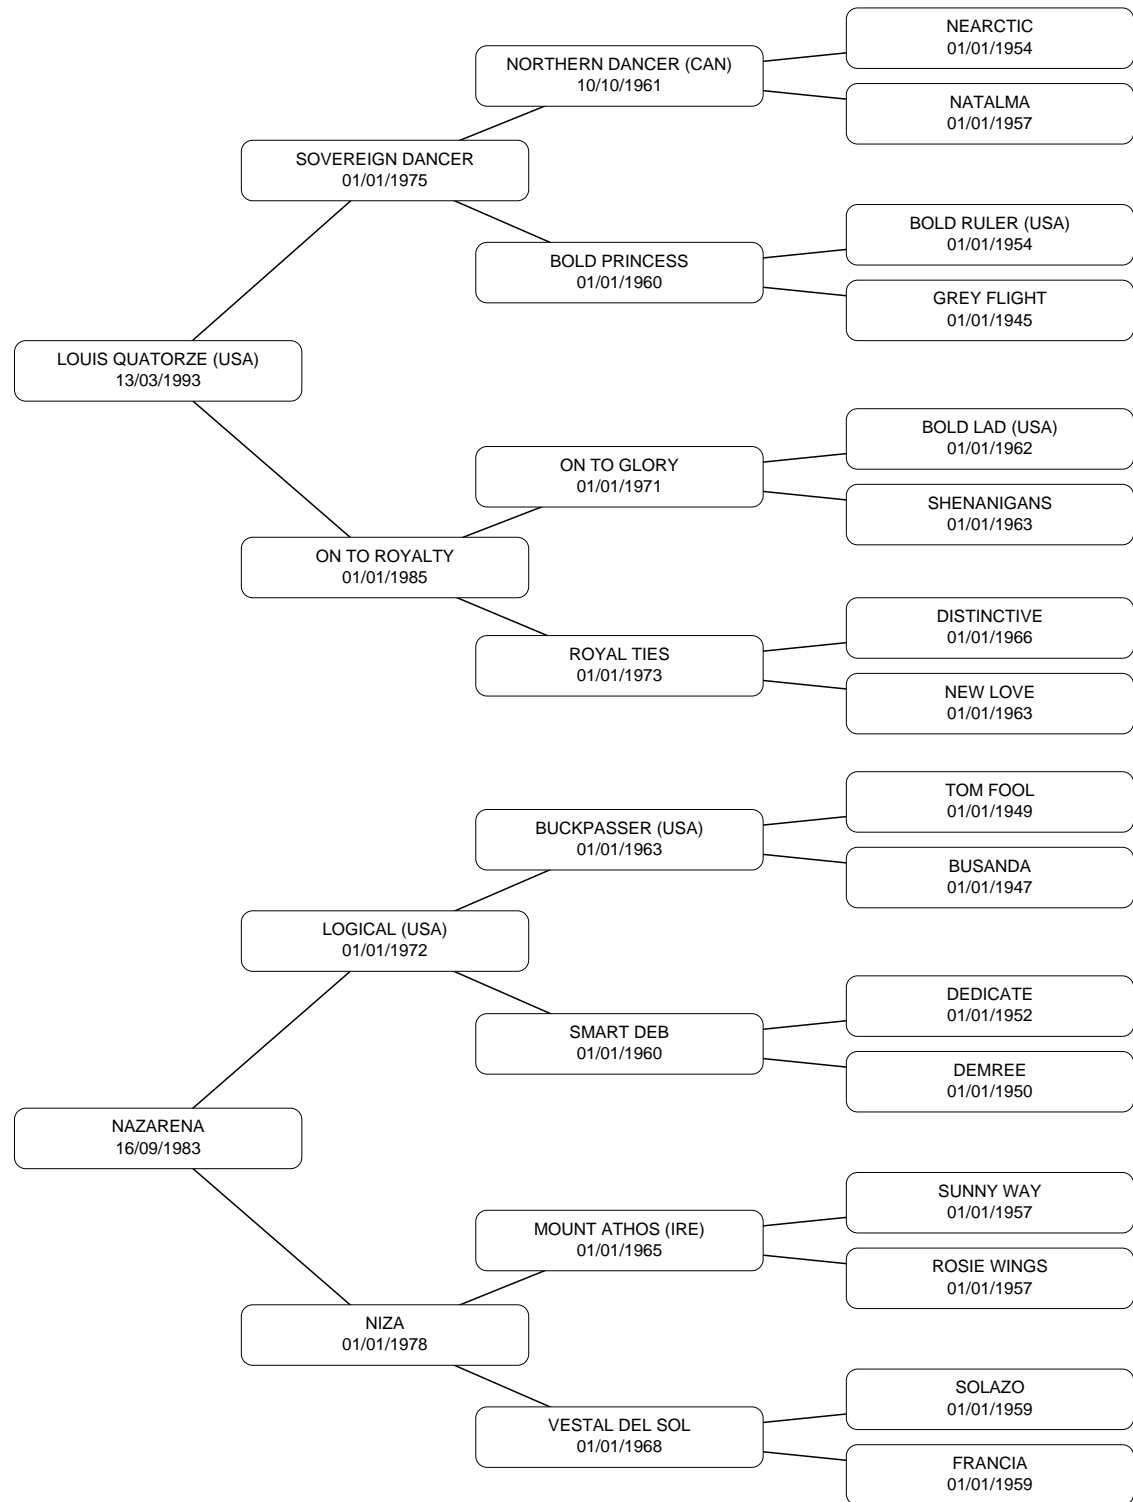 NEARCTIC
01/01/1954
NORTHERN DANCER (CAN)
10/10/1961
NATALMA
01/01/1957
SOVEREIGN DANCER
01/01/1975
BOLD RULER (USA)
01/01/1954
BOLD PRINCESS
01/01/1960
GREY FLIGHT
01/01/1945
LOUIS QUATORZE (USA)
13/03/1993
BOLD LAD (USA)
01/01/1962
ON TO GLORY
01/01/1971
SHENANIGANS
01/01/1963
ON TO ROYALTY
01/01/1985
DISTINCTIVE
01/01/1966
ROYAL TIES
01/01/1973
NEW LOVE
01/01/1963
TOM FOOL
01/01/1949
BUCKPASSER (USA)
01/01/1963
BUSANDA
01/01/1947
LOGICAL (USA)
01/01/1972
DEDICATE
01/01/1952
SMART DEB
01/01/1960
DEMREE
01/01/1950
NAZARENA
16/09/1983
SUNNY WAY
01/01/1957
MOUNT ATHOS (IRE)
01/01/1965
ROSIE WINGS
01/01/1957
NIZA
01/01/1978
SOLAZO
01/01/1959
VESTAL DEL SOL
01/01/1968
FRANCIA
01/01/1959